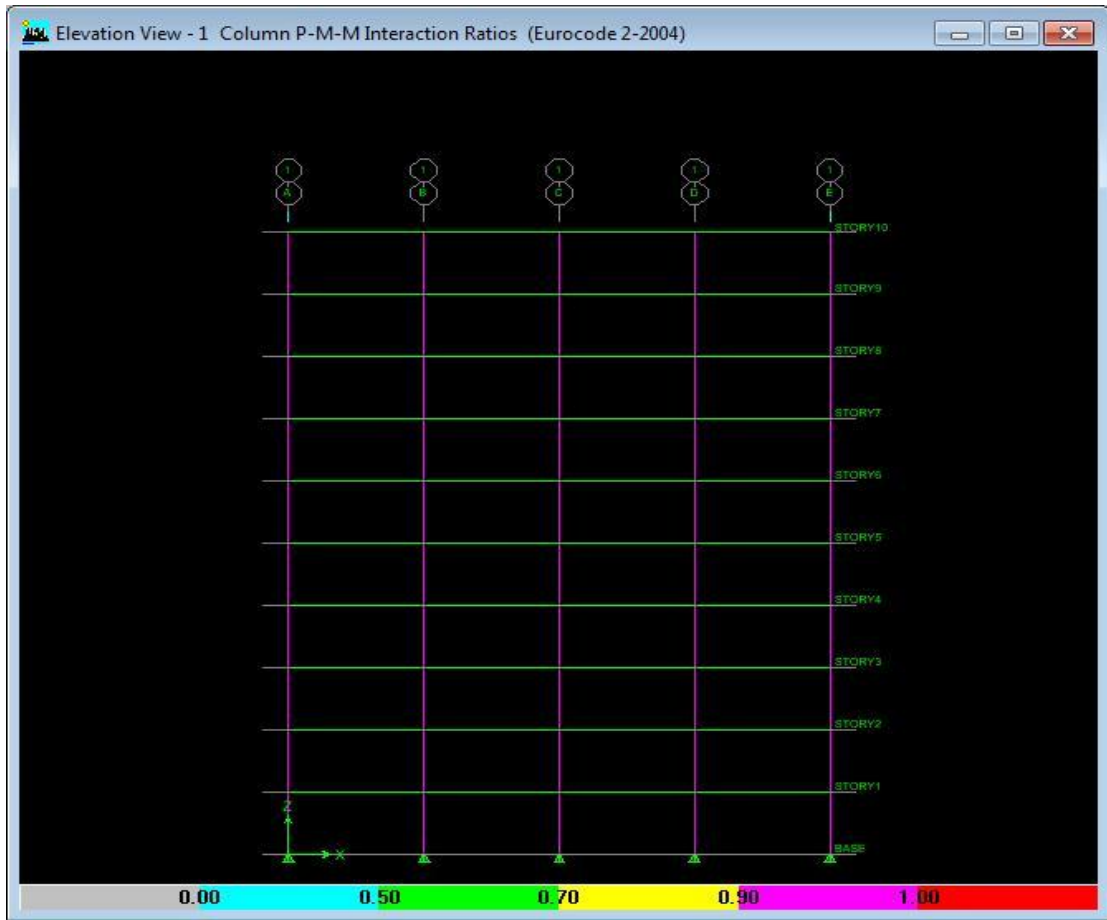 Elevation View - 1 Column P-M-M Interaction Ratios (Eurocode 2-2004)
1 1 1 1 1
A B C D E
STORY10
STORY9
STORY8
STORY7
STORY6
STORY5
STORY4
STORY3
STORY2
STORY1
Z
X
BASE
0.00 0.50 0.70 0.90 1.00